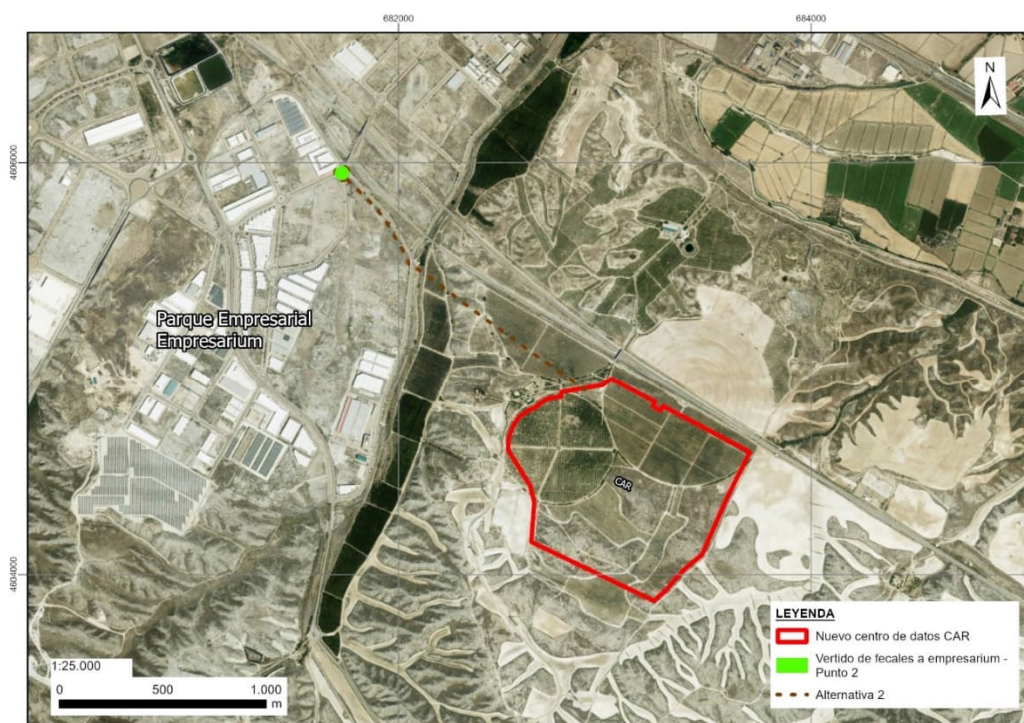 682000
684000
N
4606000
Parque Empresarial
Empresarium
CAR
4604000
LEYENDA
Nuevo centro de datos CAR
Vertido de fecales a empresarium -
Punto 2
Alternativa 2
1:25.000
0 500 1.000
m